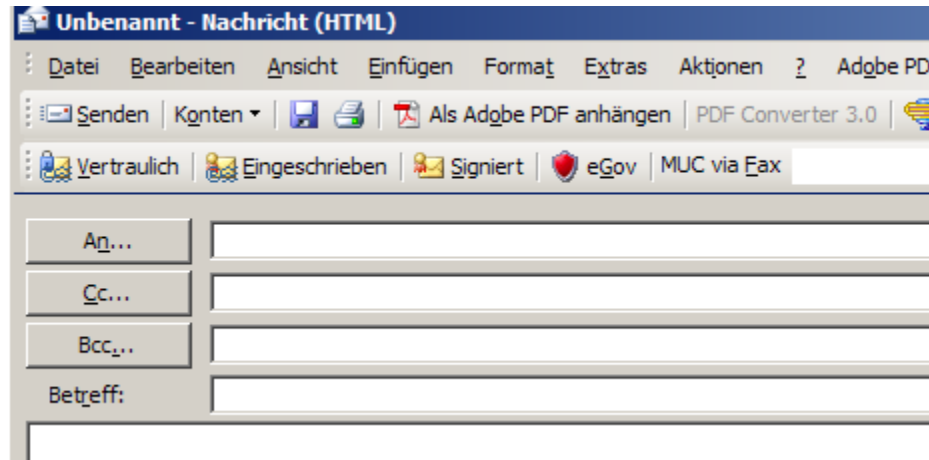 Unbenannt - Nachricht (HTML)
Datei Bearbeiten Ansicht Einfügen Format Extras Aktionen ? Adobe PD
Senden Konten Als Adobe PDF anhängen PDF Converter 3.0
Vertraulich Eingeschrieben Signiert eGov MUC via Fax
An...
Cc...
Bcc...
Betreff: